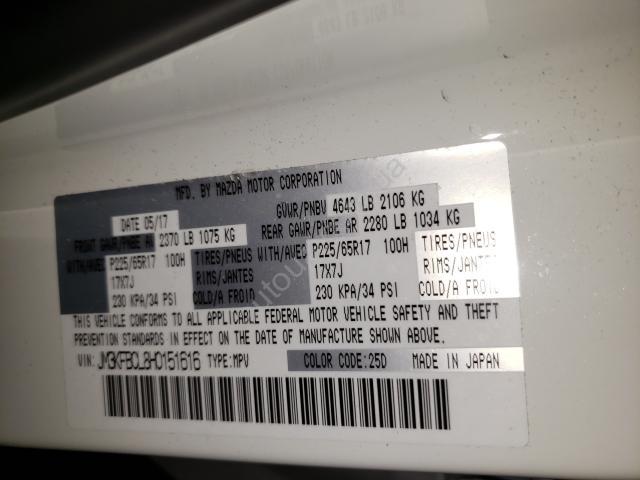 MFD. BY MAZDA MOTOR CORPORATION
DATE 05/17 GVWR/PNBV 4643 LB 2106 KG
FRONT GAWR/PNBE AR 2370 LB 1075 KG REAR GAWR/PNBE AR 2280 LB 1034 KG
WITH/AVEC P225/65R17 100H TIRES/PNEUS WITH/AVEC P225/65R17 100H TIRES/PNEUS
17X7J RIMS/JANTES 17X7J RIMS/JANTES
230 KPA/34 PSI COLD/A FROID 230 KPA/34 PSI COLD/A FROID
THIS VEHICLE CONFORMS TO ALL APPLICABLE FEDERAL MOTOR VEHICLE SAFETY AND THEFT
PREVENTION STANDARDS IN EFFECT ON THE DATE OF MANUFACTURE SHOWN ABOVE.
VIN: JM3KFBCL8H0151616 TYPE:MPV COLOR CODE:25D MADE IN JAPAN